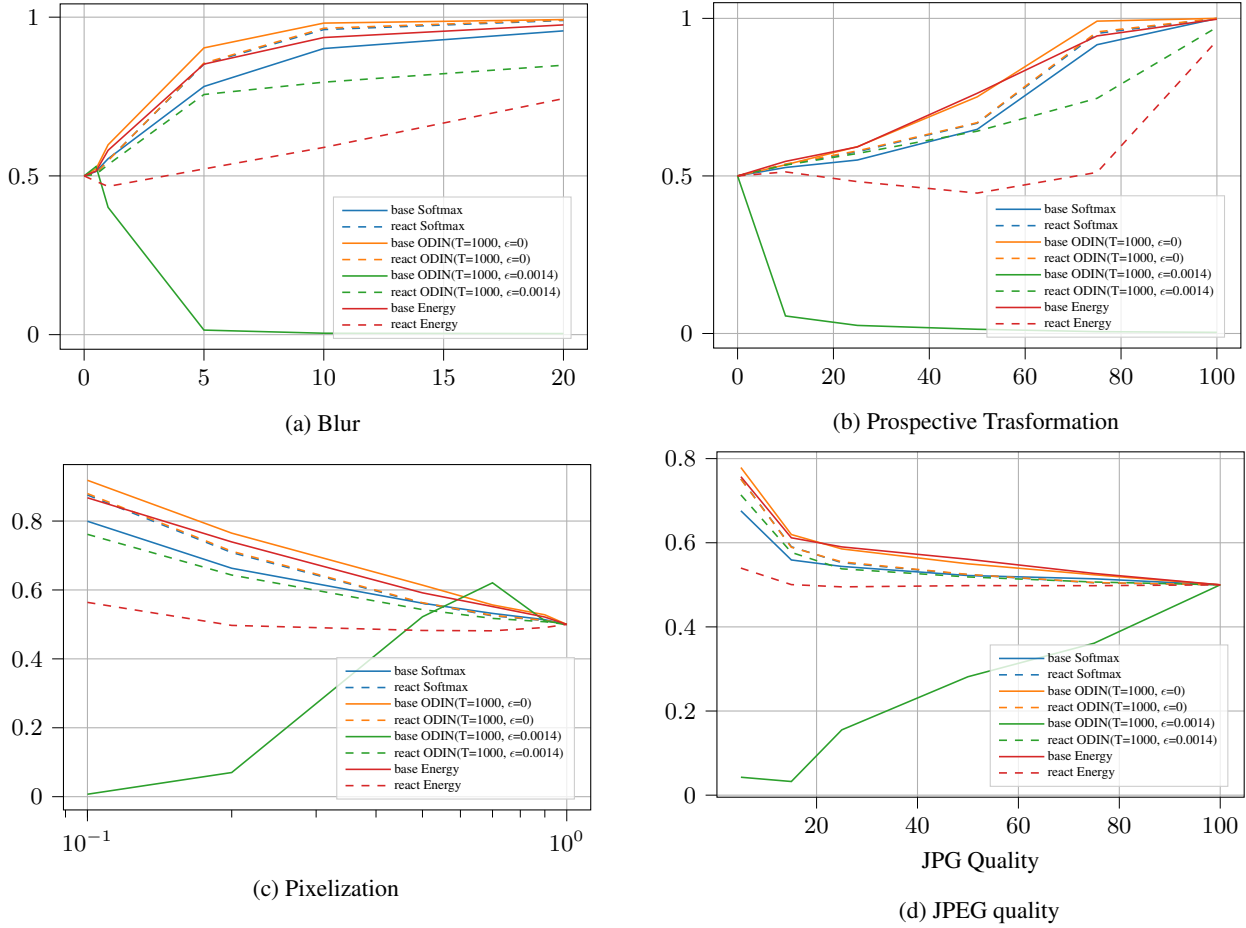 1
0.5
0
0
5
10
15
20
base Softmax
react Softmax
base ODIN(T=1000, ϵ=0)
react ODIN(T=1000, ϵ=0)
base ODIN(T=1000, ϵ=0.0014)
react ODIN(T=1000, ϵ=0.0014)
base Energy
react Energy
(a) Blur
1
0.5
0
0
20
40
60
80
100
base Softmax
react Softmax
base ODIN(T=1000, ϵ=0)
react ODIN(T=1000, ϵ=0)
base ODIN(T=1000, ϵ=0.0014)
react ODIN(T=1000, ϵ=0.0014)
base Energy
react Energy
(b) Prospective Trasformation
0.8
0.6
0.4
0.2
0
10⁻¹
10⁰
base Softmax
react Softmax
base ODIN(T=1000, ϵ=0)
react ODIN(T=1000, ϵ=0)
base ODIN(T=1000, ϵ=0.0014)
react ODIN(T=1000, ϵ=0.0014)
base Energy
react Energy
(c) Pixelization
0.8
0.6
0.4
0.2
0
20
40
60
80
100
base Softmax
react Softmax
base ODIN(T=1000, ϵ=0)
react ODIN(T=1000, ϵ=0)
base ODIN(T=1000, ϵ=0.0014)
react ODIN(T=1000, ϵ=0.0014)
base Energy
react Energy
JPG Quality
(d) JPEG quality